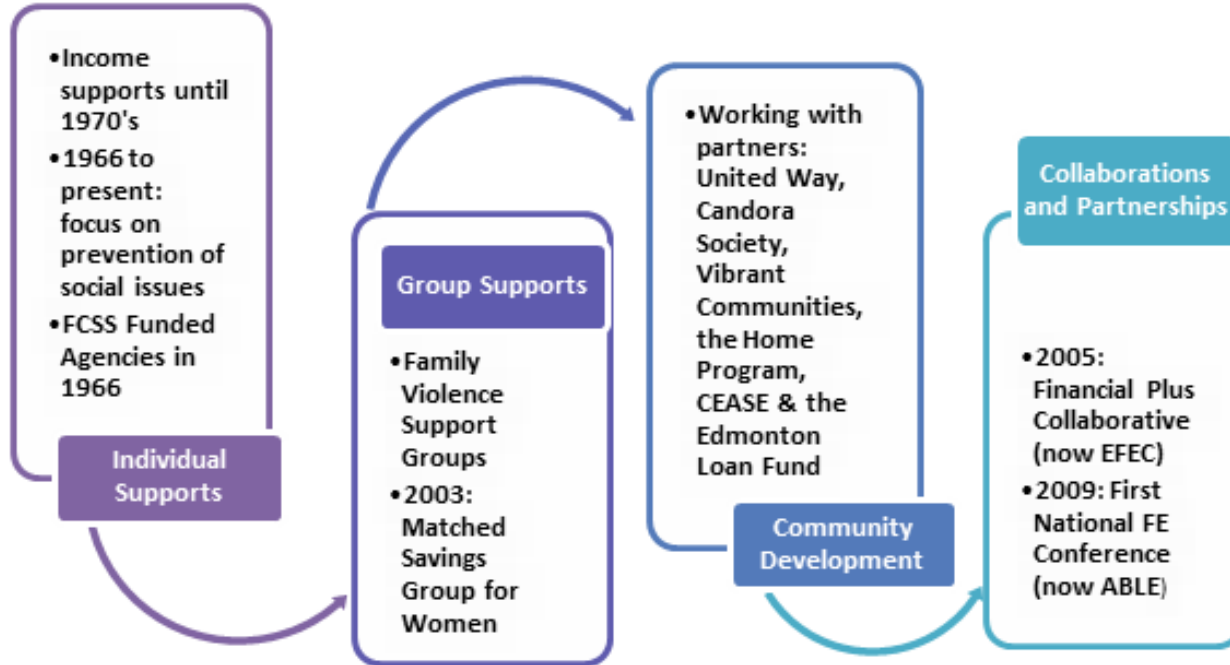 •Income
supports until
1970's
•1966 to
present:
focus on
prevention of
social issues
•FCSS Funded
Agencies in
1966
Individual
Supports
Group Supports
•Family
Violence
Support
Groups
•2003:
Matched
Savings
Group for
Women
•Working with
partners:
United Way,
Candora
Society,
Vibrant
Communities,
the Home
Program,
CEASE & the
Edmonton
Loan Fund
Community
Development
Collaborations
and Partnerships
•2005:
Financial Plus
Collaborative
(now EFEC)
•2009: First
National FE
Conference
(now ABLE)